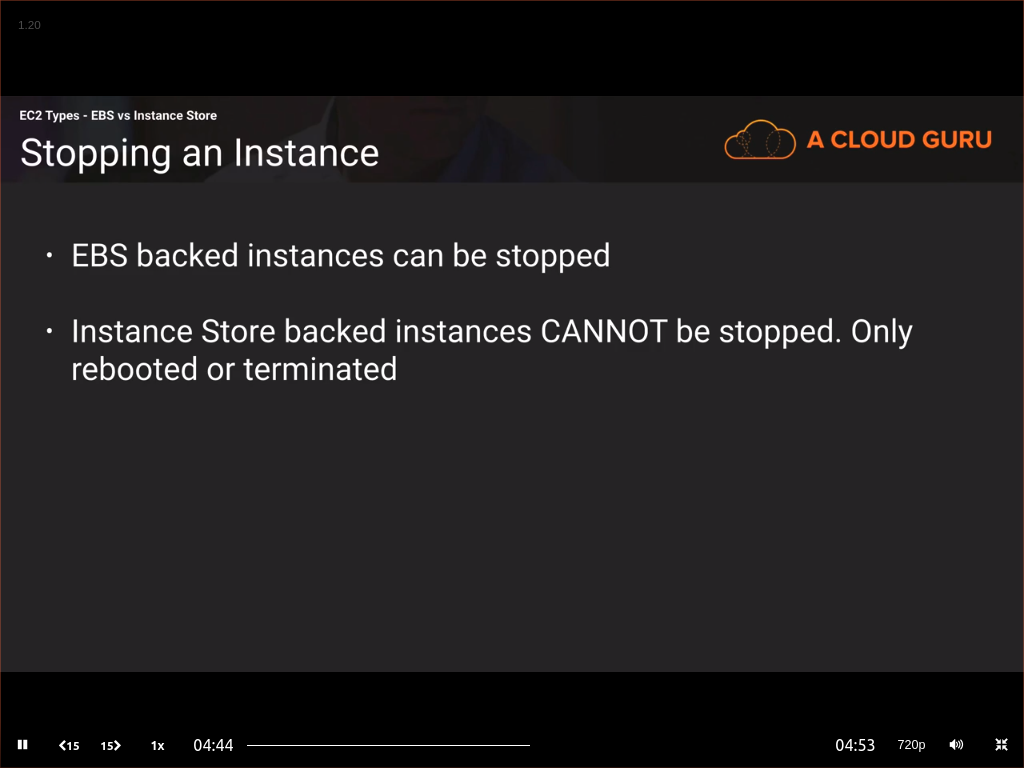 1.20
EC2 Types - EBS vs Instance Store
Stopping an Instance
A CLOUD GURU
• EBS backed instances can be stopped
• Instance Store backed instances CANNOT be stopped. Only
rebooted or terminated
15 15 1x 04:44 04:53 720p